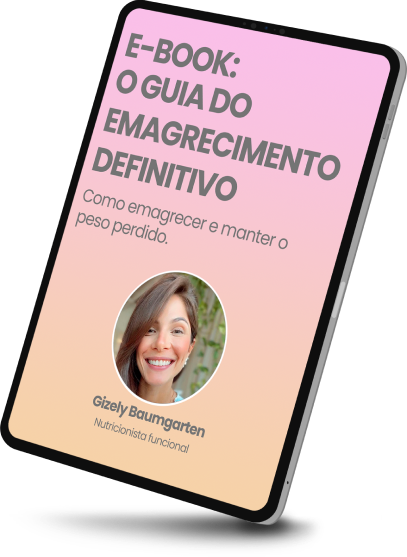 E-BOOK:
O GUIA DO
EMAGRECIMENTO
DEFINITIVO
Como emagrecer e manter o
peso perdido.
Gizely Baumgarten
Nutricionista funcional